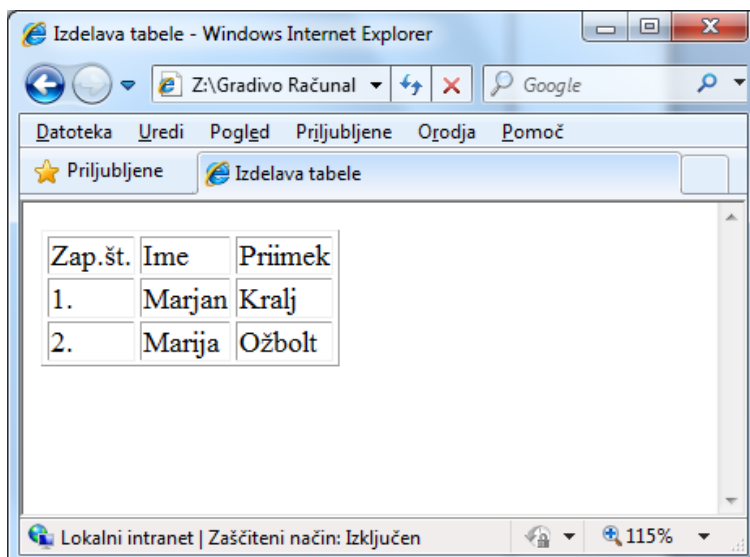 Izdelava tabele - Windows Internet Explorer
Z:\Gradivo Računal Google
Datoteka Uredi Pogled Priljubljene Orodja Pomoč
Priljubljene Izdelava tabele
Zap.št. Ime Priimek
1. Marjan Kralj
2. Marija Ožbolt
Lokalni intranet | Zaščiteni način: Izključen 115%